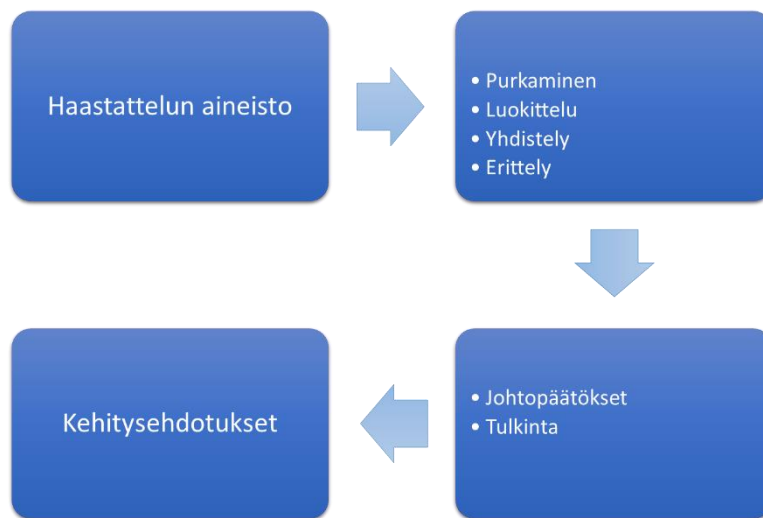 Haastattelun aineisto
• Purkaminen
• Luokittelu
• Yhdistely
• Erittely
• Johtopäätökset
• Tulkinta
Kehitysehdotukset